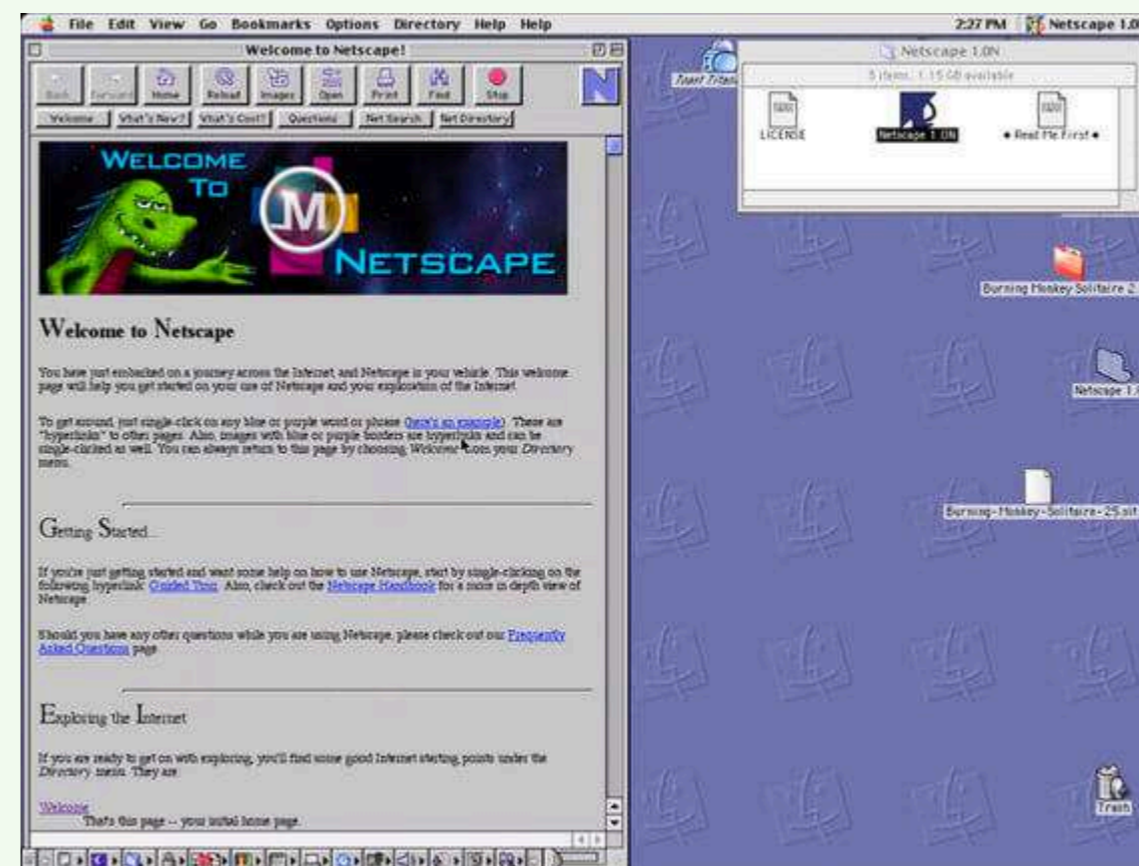 File Edit View Go Bookmarks Options Directory Help Help
2:27 PM Netscape 1.0
Welcome to Netscape!
Back Forward Home Reload Images Open Print Find Stop
N
Welcome What's New? What's Cool? Questions Net Search Net Directory
WELCOME
TO
M
NETSCAPE
Welcome to Netscape
You have just embarked on a journey across the Internet, and Netscape is your vehicle. This welcome
page will help you get started on your use of Netscape and your exploration of the Internet.
To get around, just single-click on any blue or purple word or phrase (here's an example). These are
"hyperlinks" to other pages. Also, images with blue or purple borders are hyperlinks and can be
single-clicked as well. You can always return to this page by choosing Welcome from your Directory
menu.
Getting Started...
If you're just getting started and want some help on how to use Netscape, start by single-clicking on the
following hyperlink: Guided Tour. Also, check out the Netscape Handbook for a more in depth view of
Netscape.
Should you have any other questions while you are using Netscape, please check out our Frequently
Asked Questions page.
Exploring the Internet
If you are ready to get on with exploring, you'll find some good Internet starting points under the
Directory menu. They are:
Welcome
That's this page -- your initial home page.
Netscape 1.0N
5 items, 1.15 GB available
LICENSE
Netscape 1.0N
• Read Me First •
Burning Monkey Solitaire 2
Netscape 1.
Burning-Monkey-Solitaire-25.sit
Trash